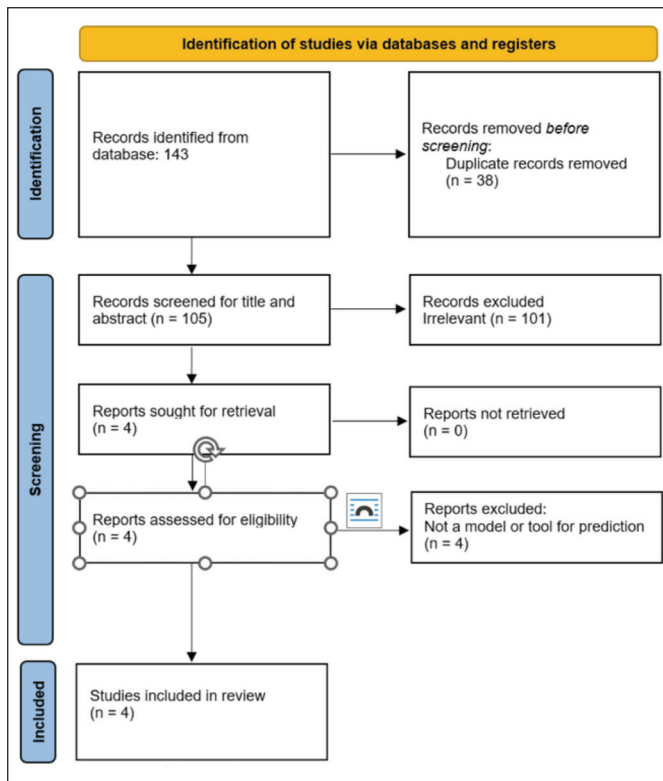 Identification of studies via databases and registers
Identification
Records identified from
database: 143
Records removed before
screening:
Duplicate records removed
(n = 38)
Screening
Records screened for title and
abstract (n = 105)
Records excluded
Irrelevant (n = 101)
Reports sought for retrieval
(n = 4)
Reports not retrieved
(n = 0)
Reports assessed for eligibility
(n = 4)
Reports excluded:
Not a model or tool for prediction
(n = 4)
Included
Studies included in review
(n = 4)